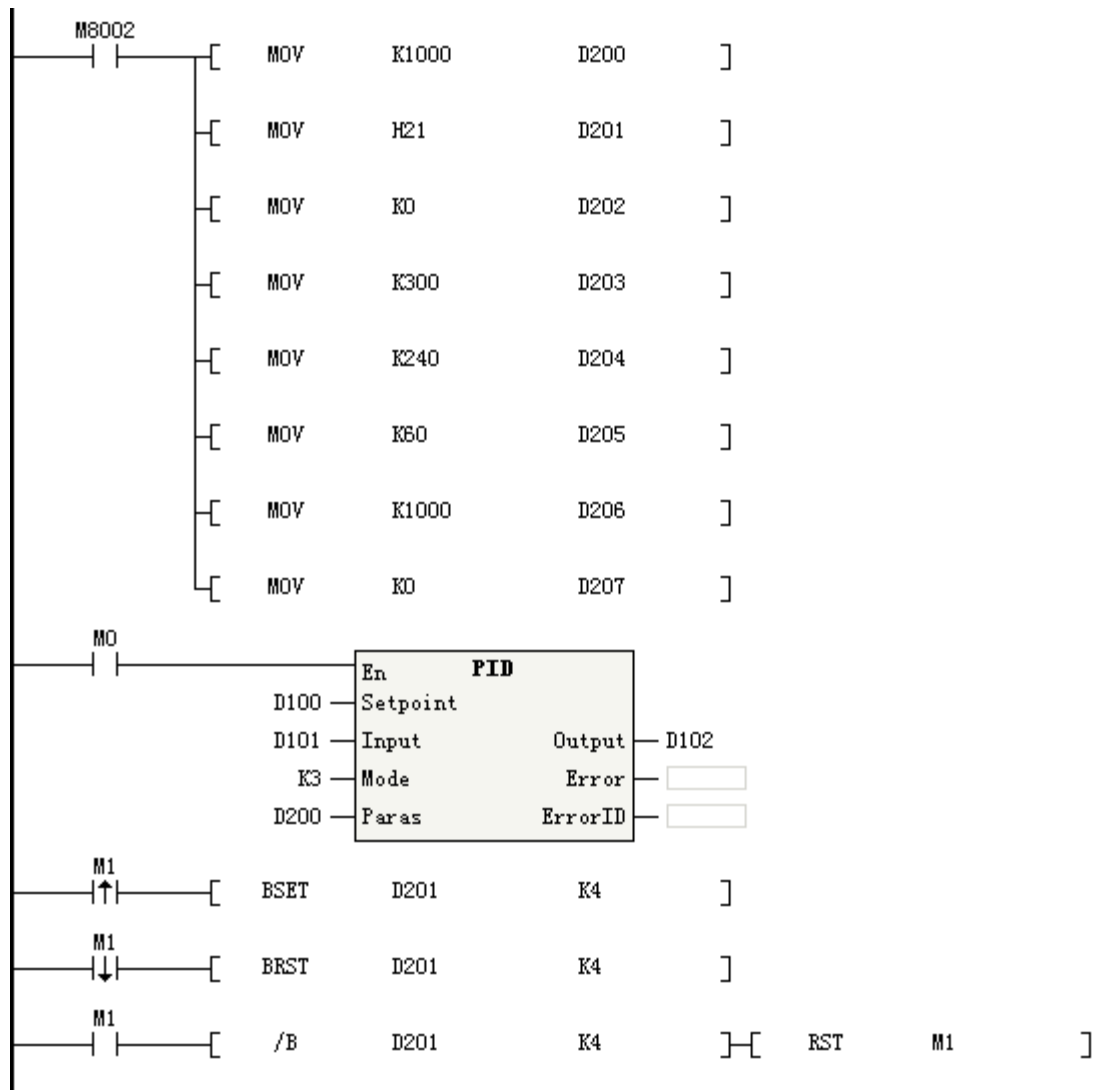 M8002
MOV K1000 D200
MOV H21 D201
MOV K0 D202
MOV K300 D203
MOV K240 D204
MOV K60 D205
MOV K1000 D206
MOV K0 D207
M0
En PID
D100 Setpoint
D101 Input Output D102
K3 Mode Error
D200 Paras ErrorID
M1
BSET D201 K4
M1
BRST D201 K4
M1
/B D201 K4 RST M1